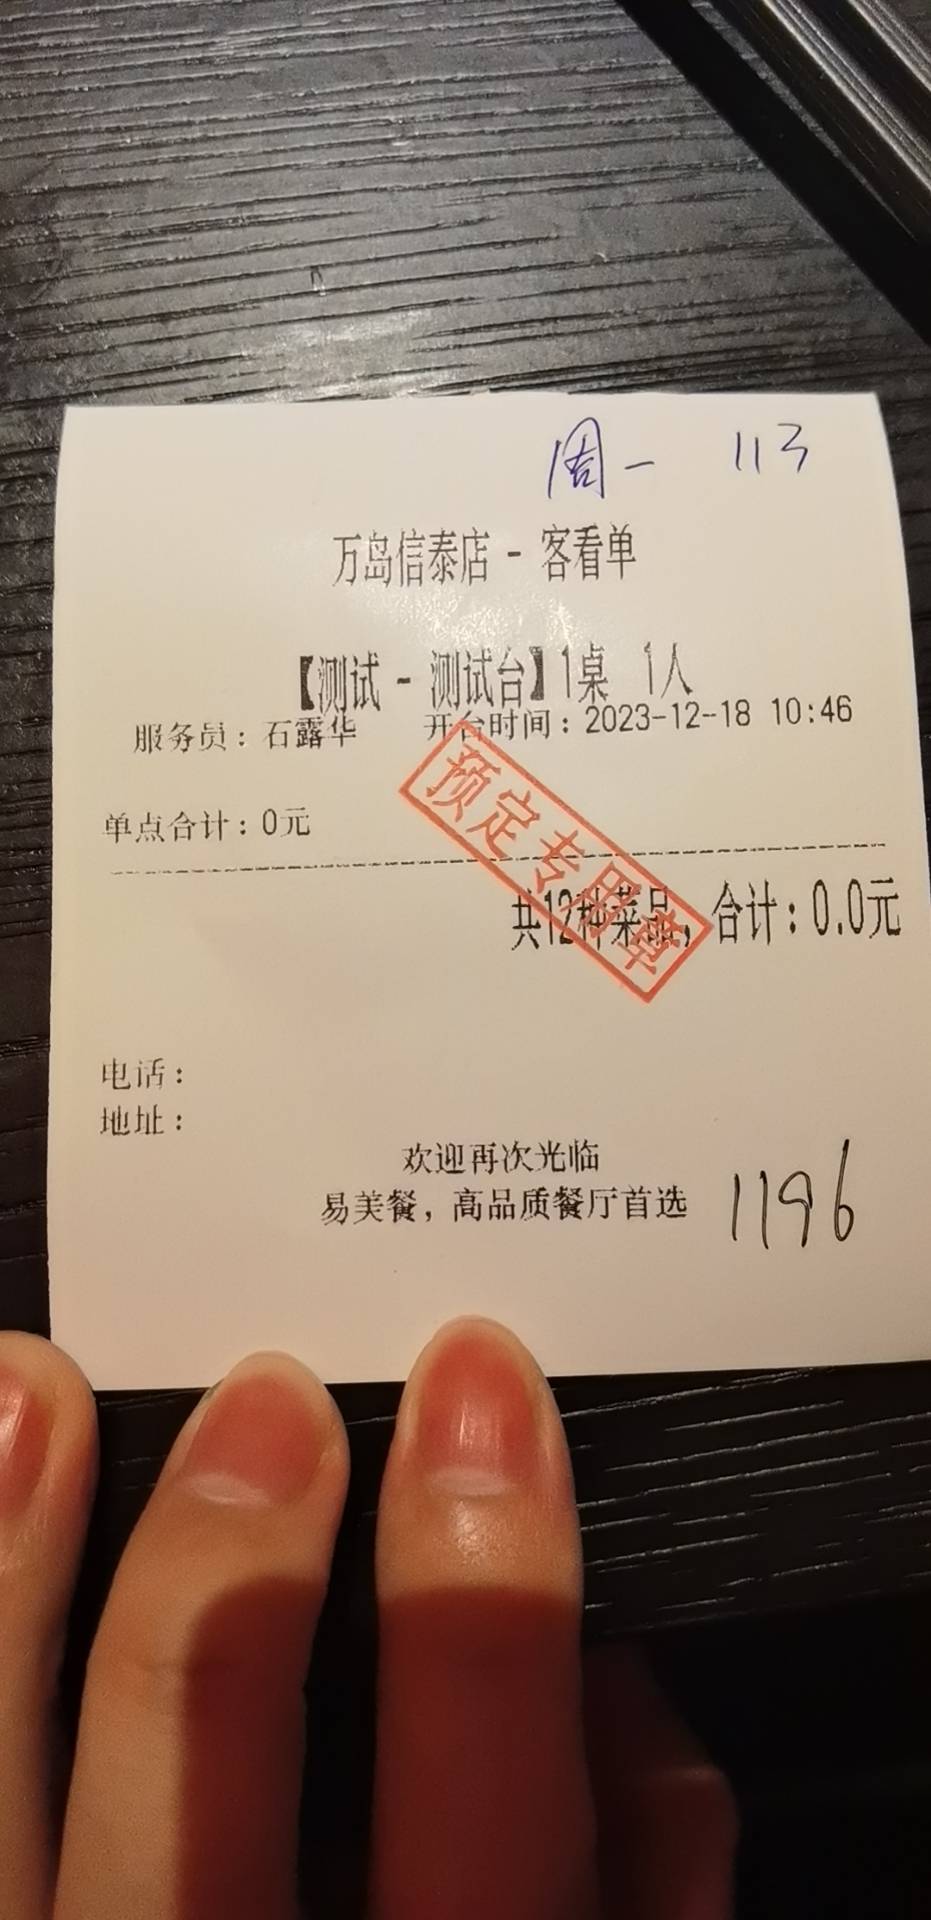 周一 113
万岛信泰店 - 客看单
【测试 - 测试台】1桌 1人
服务员：石露华 开台时间：2023-12-18 10:46
预定专用章
单点合计：0元
共12种菜品，合计：0.0元
电话：
地址：
欢迎再次光临
易美餐，高品质餐厅首选
1196